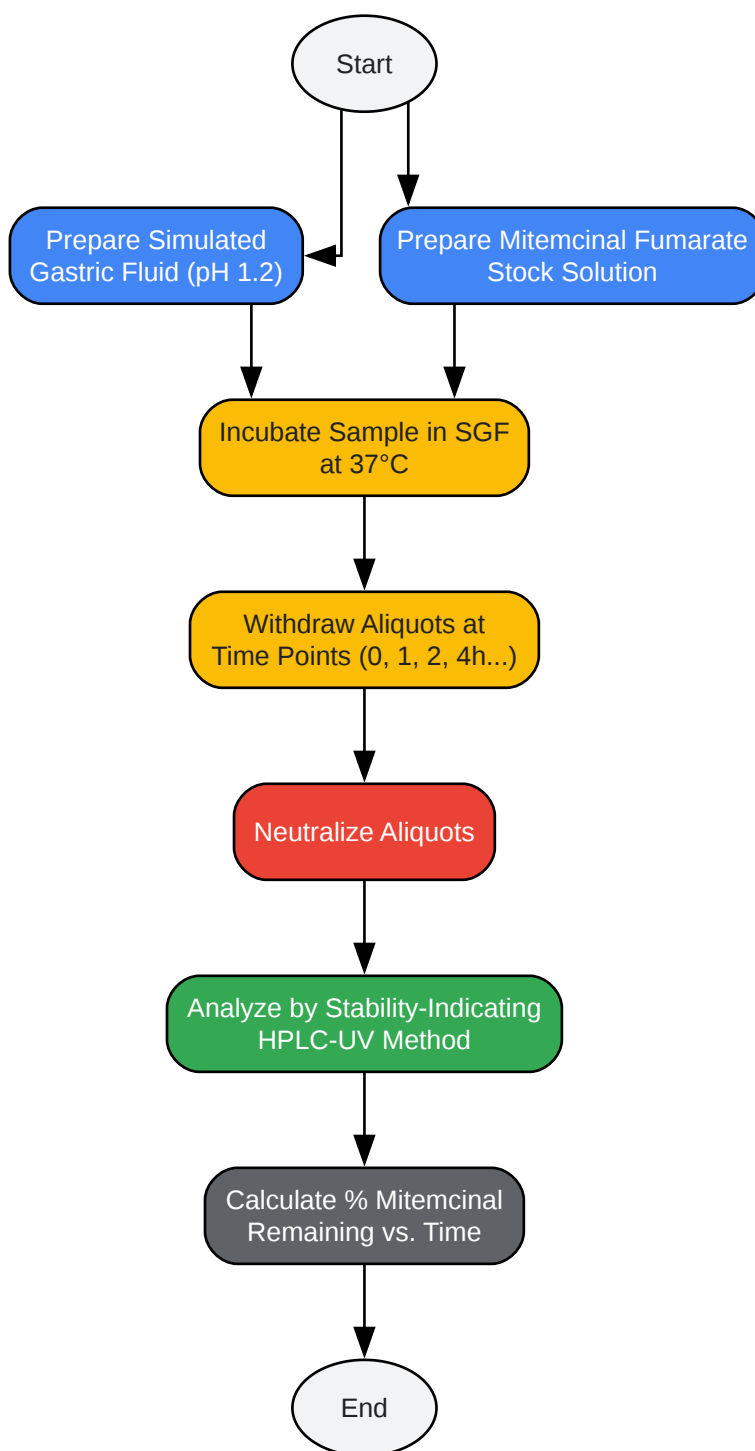 Start
Prepare Simulated
Gastric Fluid (pH 1.2)
Prepare Mitemcinal Fumarate
Stock Solution
Incubate Sample in SGF
at 37°C
Withdraw Aliquots at
Time Points (0, 1, 2, 4h...)
Neutralize Aliquots
Analyze by Stability-Indicating
HPLC-UV Method
Calculate % Mitemcinal
Remaining vs. Time
End